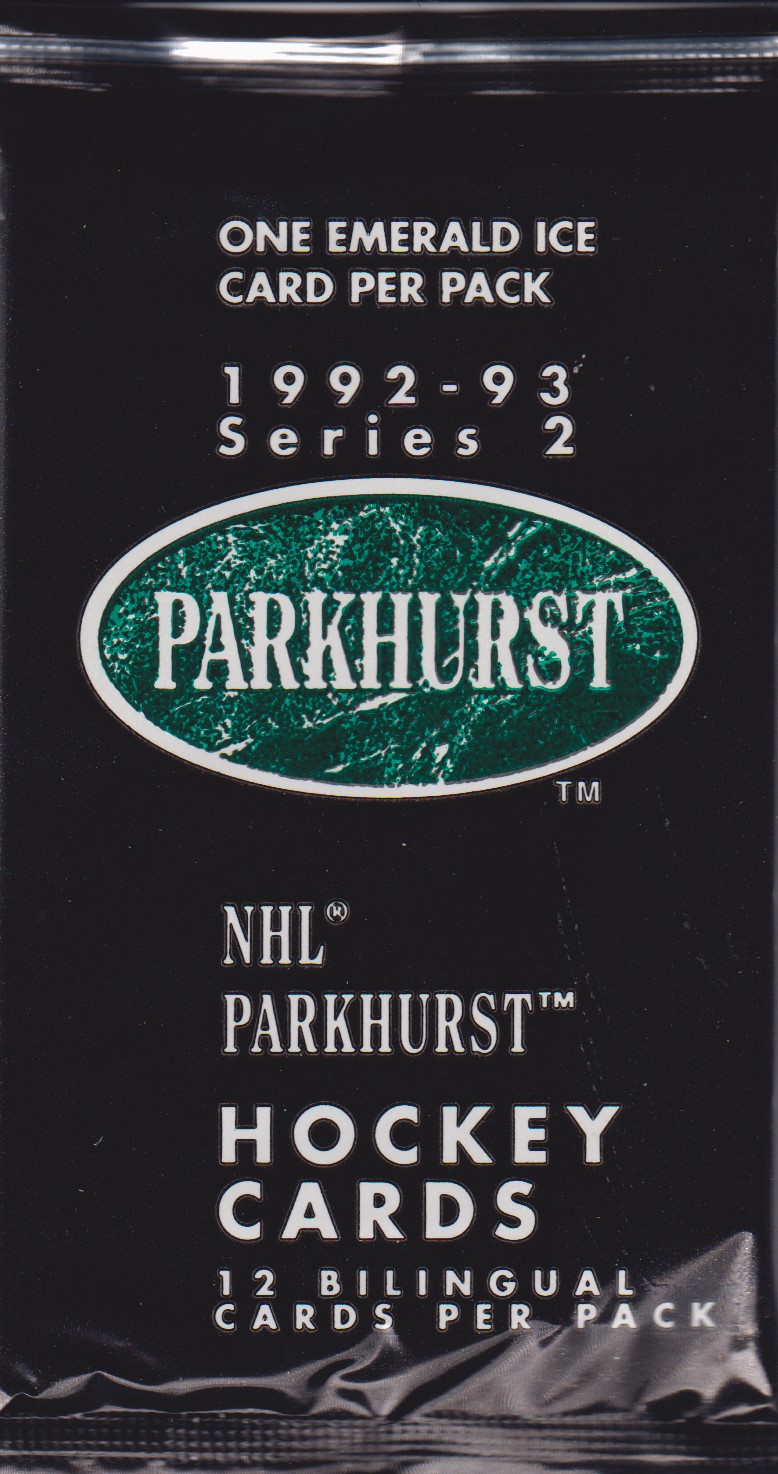 ONE EMERALD ICE
CARD PER PACK
1992-93
Series 2
PARKHURST
TM
NHL®
PARKHURST™
HOCKEY
CARDS
12 BILINGUAL
CARDS PER PACK